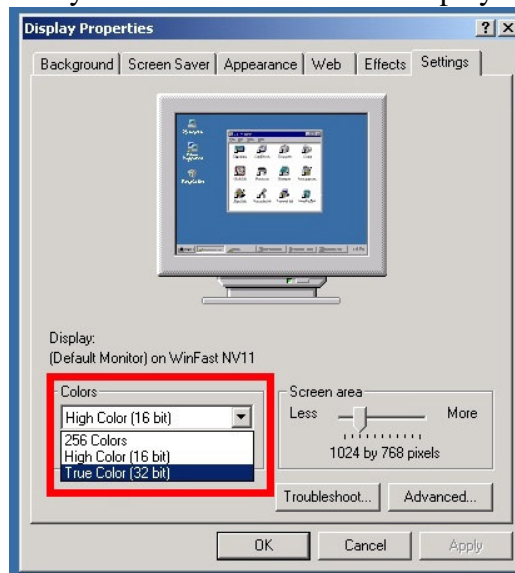 Display Properties
Background Screen Saver Appearance Web Effects Settings
Display:
(Default Monitor) on WinFast NV11
Colors
High Color (16 bit)
256 Colors
High Color (16 bit)
True Color (32 bit)
Screen area
Less More
1024 by 768 pixels
Troubleshoot... Advanced...
OK Cancel Apply